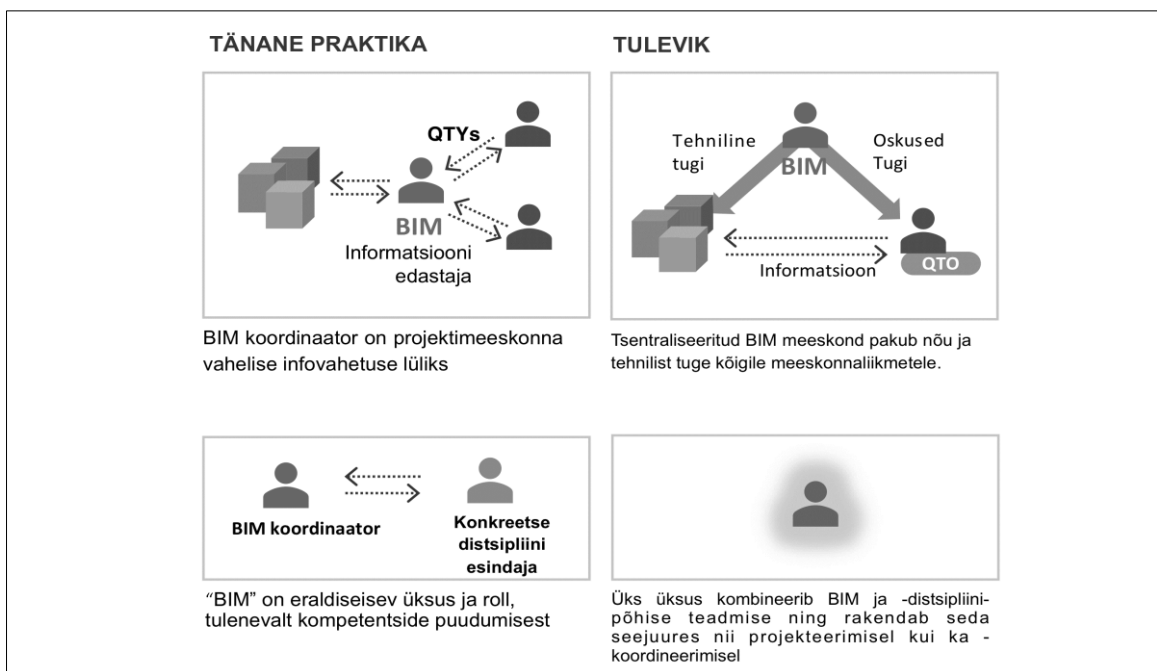 TÄNANE PRAKTIKA
QTYs
BIM
Informatsiooni
edastaja
BIM koordinaator on projektimeeskonna
vahelise infovahetuse lüliks
TULEVIK
Tehniline
tugi
Oskused
Tugi
BIM
Informatsioon
QTO
Tsentraliseeritud BIM meeskond pakub nõu ja
tehnilist tuge kõigile meeskonnaliikmetele.
BIM koordinaator
Konkreetse
distsipliini
esindaja
“BIM” on eraldiseisev üksus ja roll,
tulenevalt kompetentside puudumisest
Üks üksus kombineerib BIM ja -distsipliini-
põhise teadmise ning rakendab seda
seejuures nii projekteerimisel kui ka -
koordineerimisel